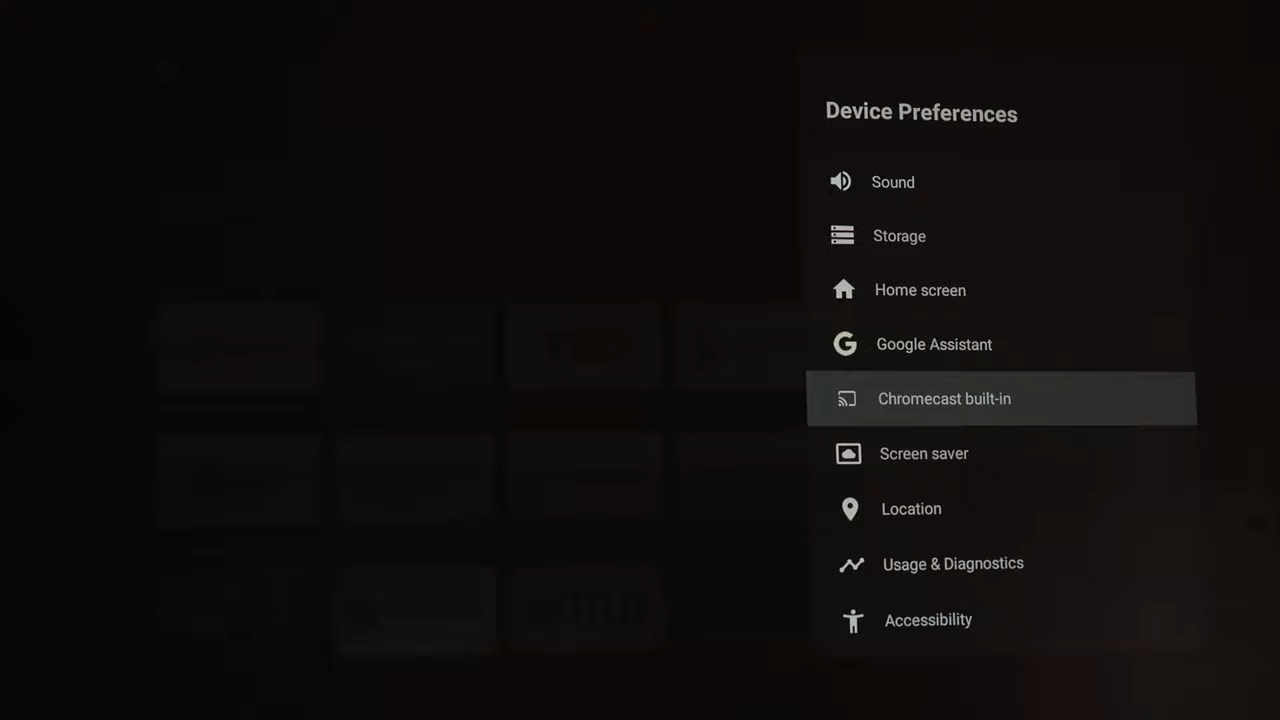 Device Preferences
Sound
Storage
Home screen
Google Assistant
Chromecast built-in
Screen saver
Location
Usage & Diagnostics
Accessibility